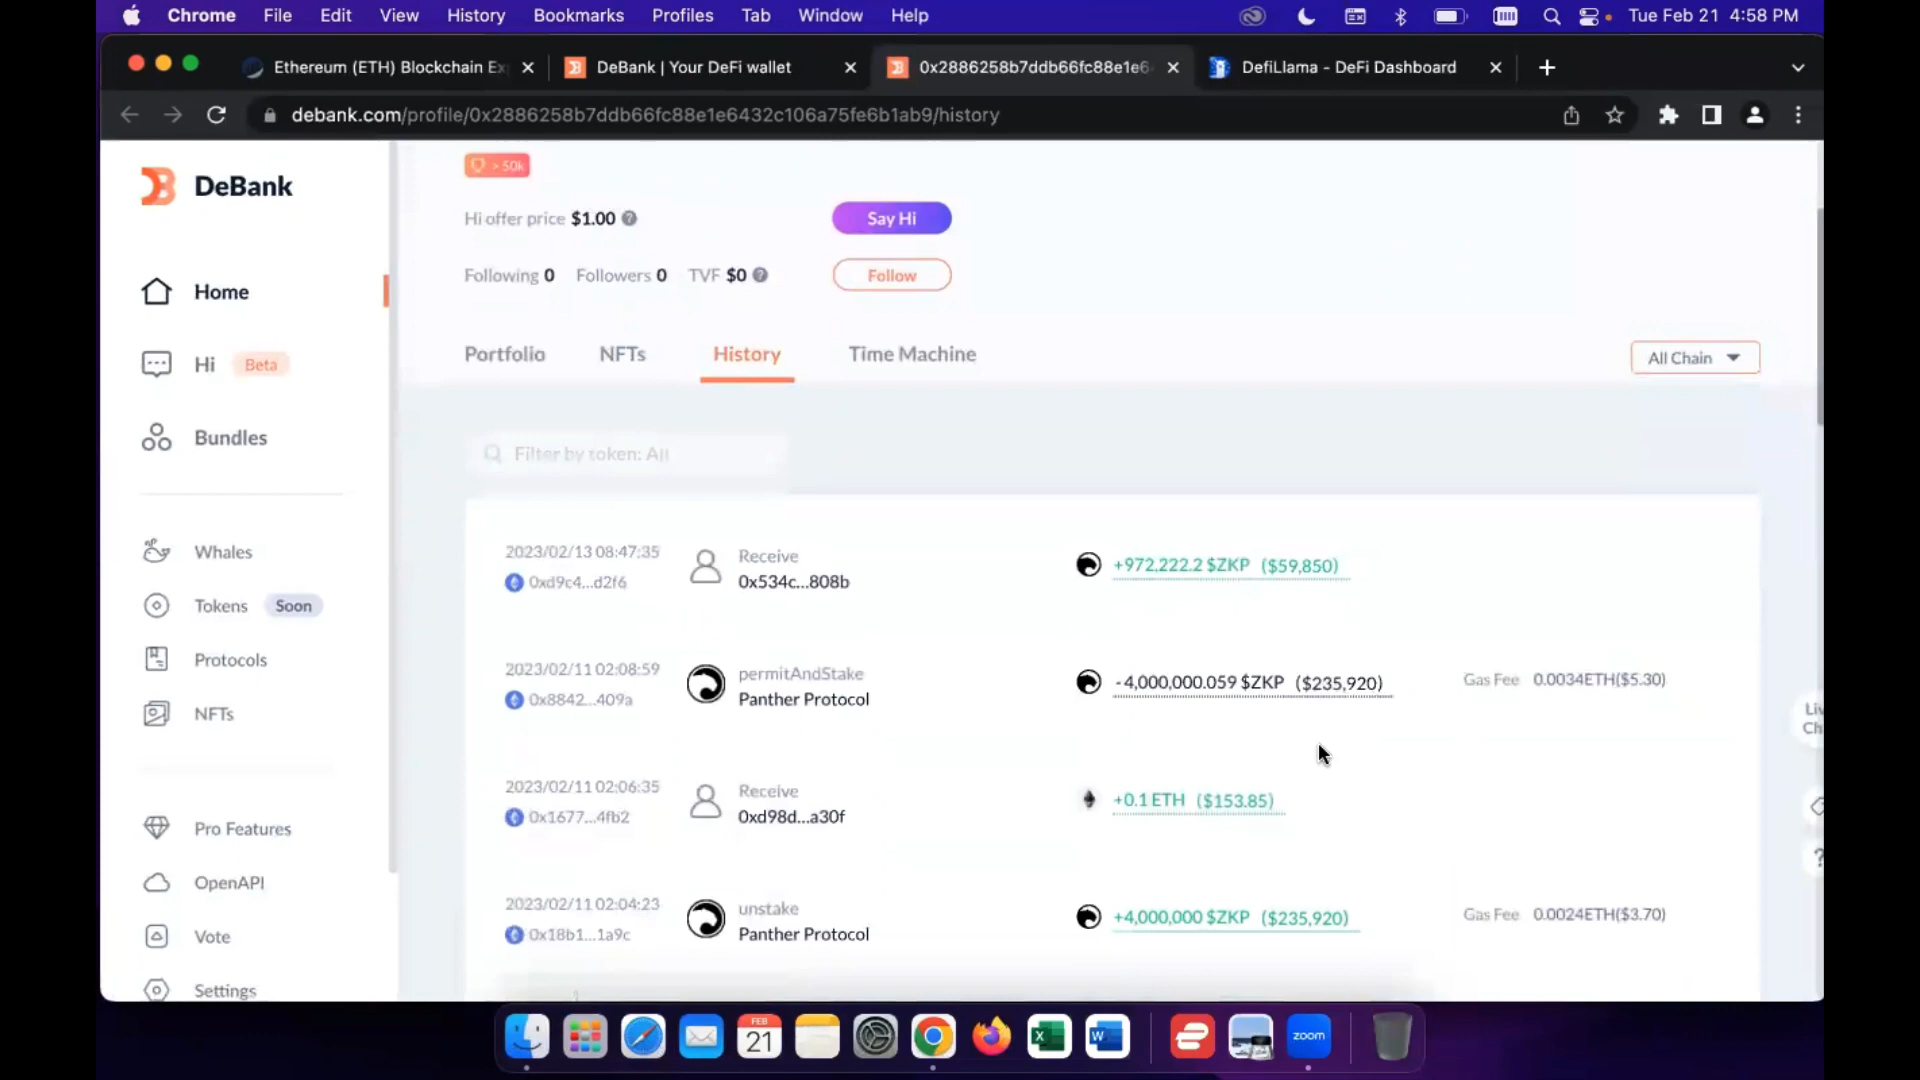 Chrome File Edit View History Bookmarks Profiles Tab Window Help Tue Feb 21 4:58 PM
Ethereum (ETH) Blockchain Ex DeBank | Your DeFi wallet 0x2886258b7ddb66fc88e1e6 DefiLlama - DeFi Dashboard
debank.com/profile/0x2886258b7ddb66fc88e1e6432c106a75fe6b1ab9/history
DeBank
Home
Hi Beta
Bundles
Whales
Tokens Soon
Protocols
NFTs
Pro Features
OpenAPI
Vote
Settings
> 50k
Hi offer price $1.00 Say Hi
Following 0 Followers 0 TVF $0 Follow
Portfolio NFTs History Time Machine All Chain
Filter by token: All
2023/02/13 08:47:35 Receive +972,222.2 $ZKP ($59,850)
0xd9c4...d2f6 0x534c...808b
2023/02/11 02:08:59 permitAndStake -4,000,000.059 $ZKP ($235,920) Gas Fee 0.0034ETH($5.30)
0x8842...409a Panther Protocol
2023/02/11 02:06:35 Receive +0.1 ETH ($153.85)
0x1677...4fb2 0xd98d...a30f
2023/02/11 02:04:23 unstake +4,000,000 $ZKP ($235,920) Gas Fee 0.0024ETH($3.70)
0x18b1...1a9c Panther Protocol
FEB
21
zoom